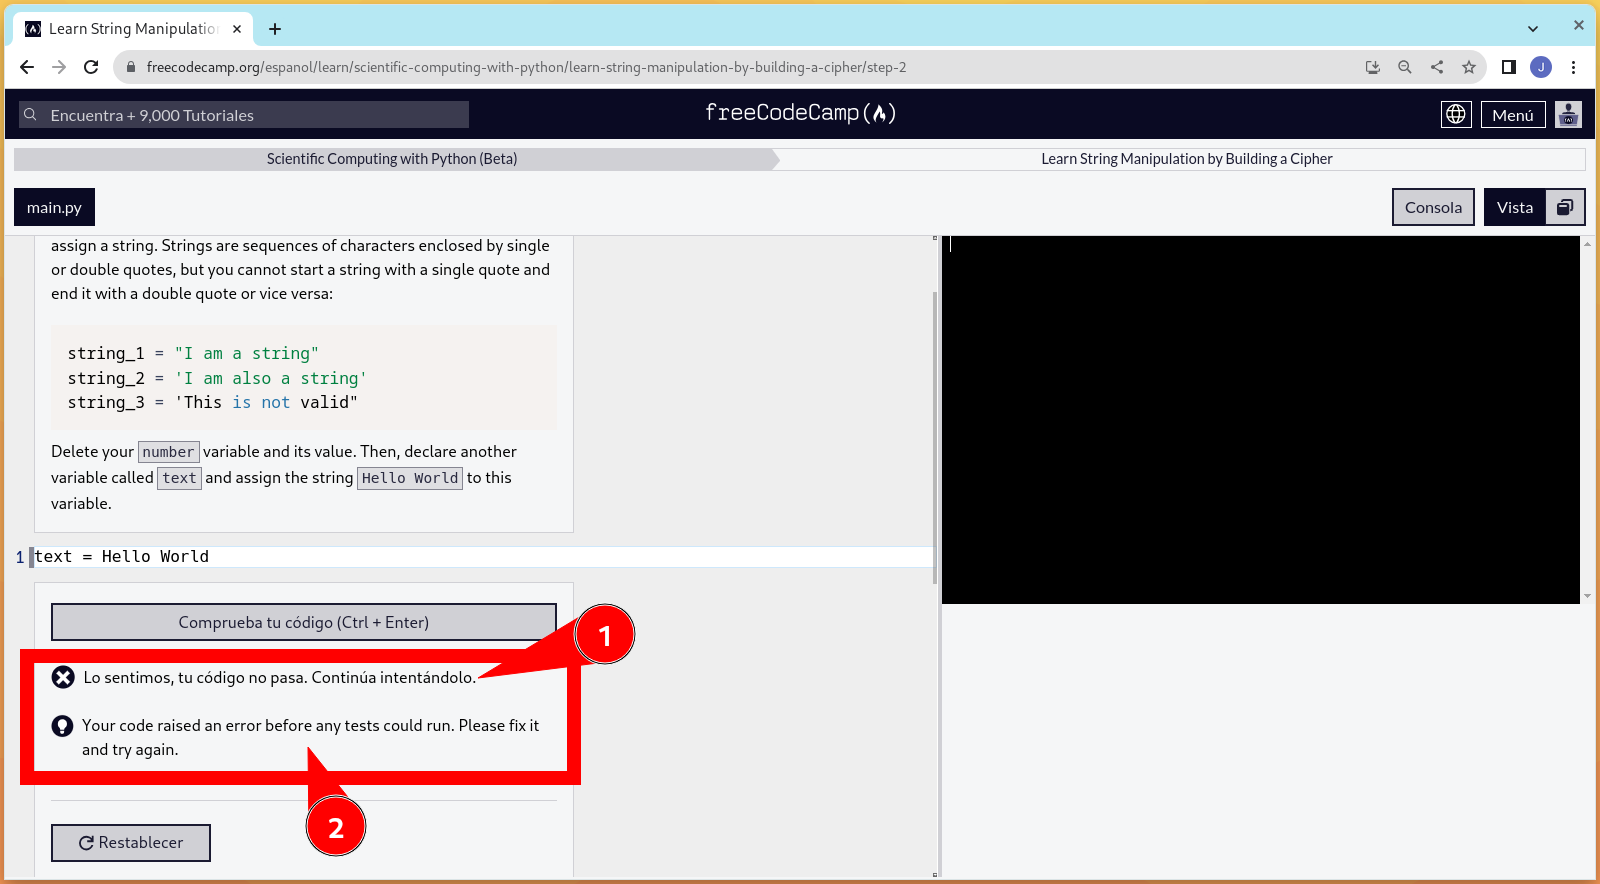 Learn String Manipulatio
freecodecamp.org/espanol/learn/scientific-computing-with-python/learn-string-manipulation-by-building-a-cipher/step-2
J
Encuentra + 9,000 Tutoriales
freeCodeCamp
Menú
Scientific Computing with Python (Beta)
Learn String Manipulation by Building a Cipher
main.py
Consola
Vista
assign a string. Strings are sequences of characters enclosed by single
or double quotes, but you cannot start a string with a single quote and
end it with a double quote or vice versa:
string_1 = "I am a string"
string_2 = 'I am also a string'
string_3 = 'This is not valid"
Delete your number variable and its value. Then, declare another
variable called text and assign the string Hello World to this
variable.
1 text = Hello World
Comprueba tu código (Ctrl + Enter)
1
Lo sentimos, tu código no pasa. Continúa intentándolo.
Your code raised an error before any tests could run. Please fix it
and try again.
2
Restablecer